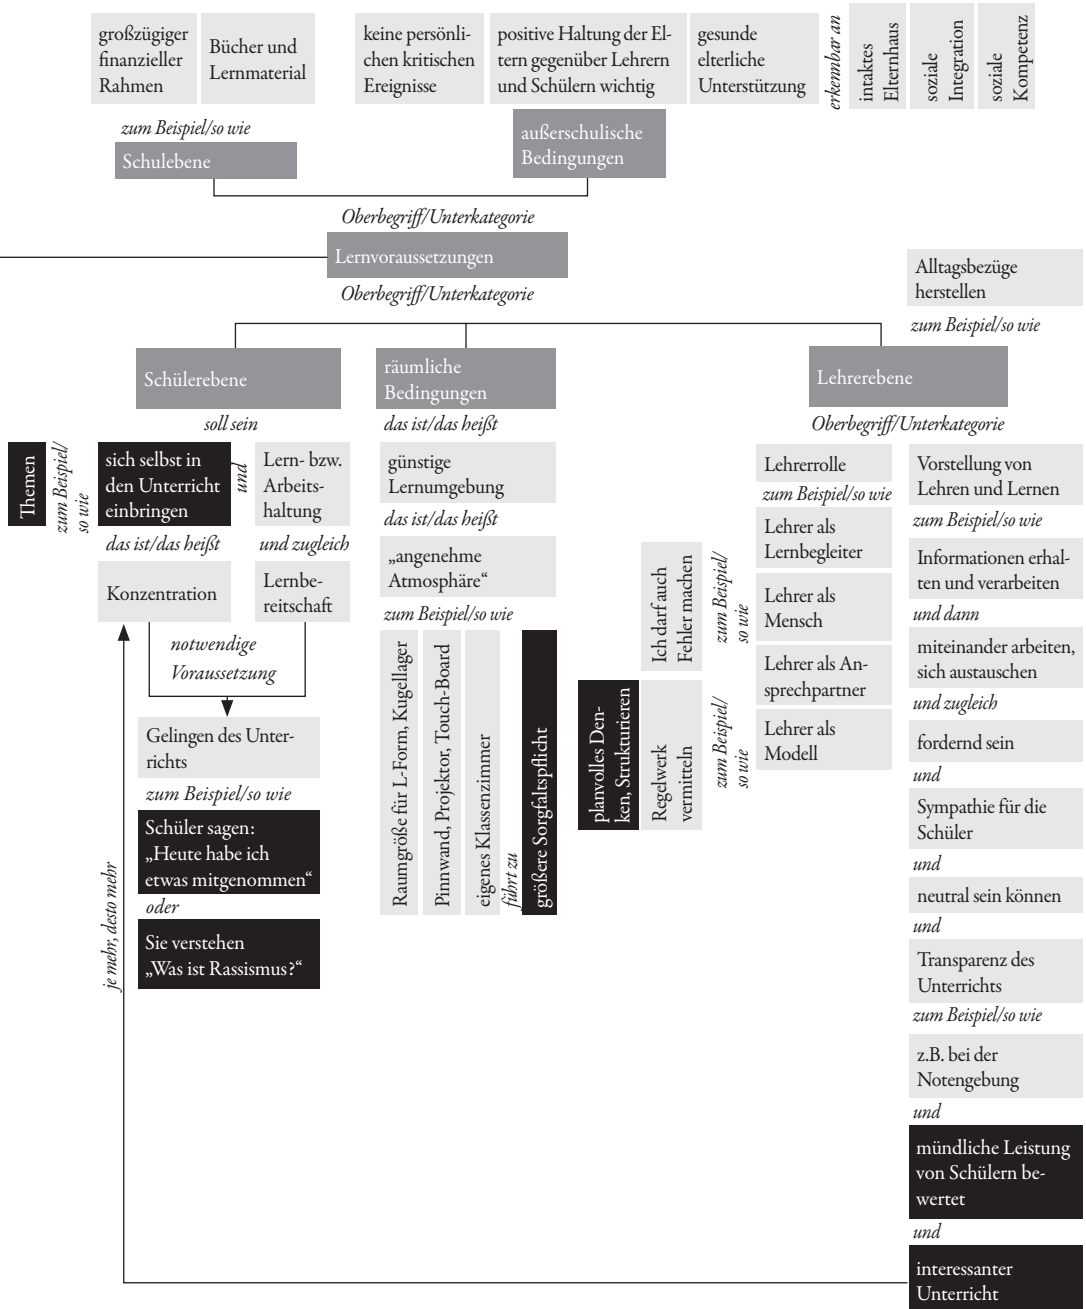 großzügiger
finanzieller
Rahmen
Bücher und
Lernmaterial
keine persönli-
chen kritischen
Ereignisse
positive Haltung der El-
tern gegenüber Lehrern
und Schülern wichtig
gesunde
elterliche
Unterstützung
erkennbar an
intaktes
Elternhaus
soziale
Integration
soziale
Kompetenz
zum Beispiel/so wie
Schulebene
außerschulische
Bedingungen
Oberbegriff/Unterkategorie
Lernvoraussetzungen
Oberbegriff/Unterkategorie
Alltagsbezüge
herstellen
zum Beispiel/so wie
Schülerebene
räumliche
Bedingungen
Lehrerebene
soll sein
das ist/das heißt
Oberbegriff/Unterkategorie
Themen
zum Beispiel/
so wie
sich selbst in
den Unterricht
einbringen
und
Lern- bzw.
Arbeits-
haltung
das ist/das heißt
und zugleich
Konzentration
Lernbe-
reitschaft
notwendige
Voraussetzung
Gelingen des Unter-
richts
zum Beispiel/so wie
Schüler sagen:
„Heute habe ich
etwas mitgenommen“
oder
Sie verstehen
„Was ist Rassismus?“
je mehr, desto mehr
günstige
Lernumgebung
das ist/das heißt
„angenehme
Atmosphäre“
zum Beispiel/so wie
Raumgröße für L-Form, Kugellager
Pinnwand, Projektor, Touch-Board
eigenes Klassenzimmer
führt zu
größere Sorgfaltspflicht
Lehrerrolle
zum Beispiel/so wie
Lehrer als
Lernbegleiter
Lehrer als
Mensch
zum Beispiel/
so wie
Ich darf auch
Fehler machen
Lehrer als An-
sprechpartner
Lehrer als
Modell
zum Beispiel/
so wie
Regelwerk
vermitteln
planvolles Den-
ken, Strukturieren
Vorstellung von
Lehren und Lernen
zum Beispiel/so wie
Informationen erhal-
ten und verarbeiten
und dann
miteinander arbeiten,
sich austauschen
und zugleich
fordernd sein
und
Sympathie für die
Schüler
und
neutral sein können
und
Transparenz des
Unterrichts
zum Beispiel/so wie
z.B. bei der
Notengebung
und
mündliche Leistung
von Schülern be-
wertet
und
interessanter
Unterricht